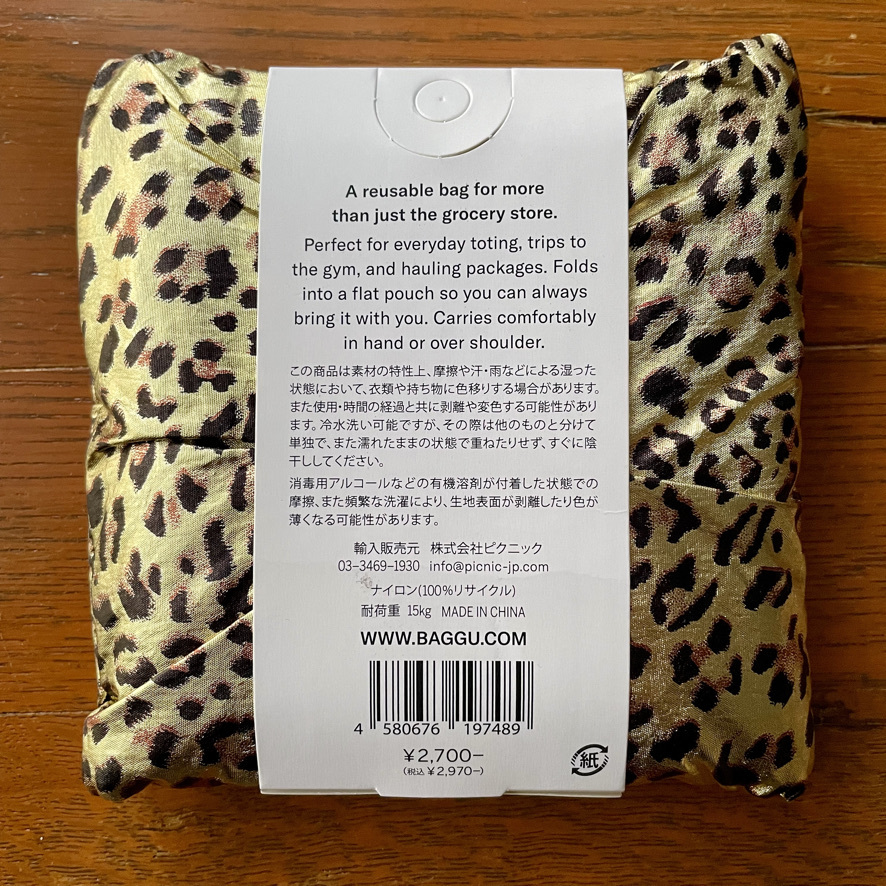 A reusable bag for more
than just the grocery store.
Perfect for everyday toting, trips to
the gym, and hauling packages. Folds
into a flat pouch so you can always
bring it with you. Carries comfortably
in hand or over shoulder.
この商品は素材の特性上、摩擦や汗・雨などによる湿った
状態において、衣類や持ち物に色移りする場合があります。
また使用・時間の経過と共に剥離や変色する可能性があり
ます。冷水洗い可能ですが、その際は他のものと分けて
単独で、また濡れたままの状態で重ねたりせず、すぐに陰
干ししてください。
消毒用アルコールなどの有機溶剤が付着した状態での
摩擦、また頻繁な洗濯により、生地表面が剥離したり色が
薄くなる可能性があります。
輸入販売元 株式会社ピクニック
03-3469-1930 info@picnic-jp.com
ナイロン(100%リサイクル)
耐荷重 15kg MADE IN CHINA
WWW.BAGGU.COM
4 580676 197489
¥2,700-
(税込 ¥2,970-)
紙